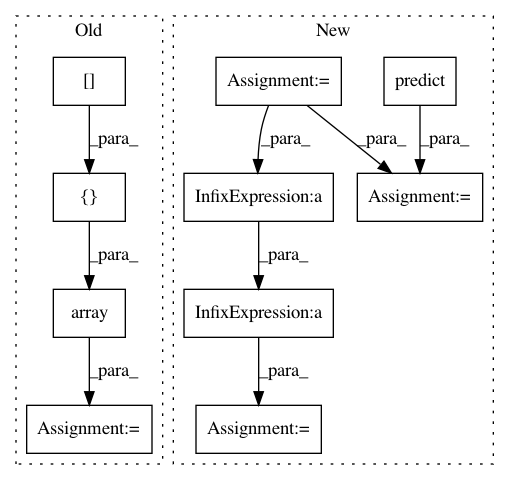 Old
New
[]
Assignment:=
predict
_para_
_para_
_para_
_para_
{}
InfixExpression:a
Assignment:=
_para_
_para_
array
InfixExpression:a
_para_
_para_
Assignment:=
Assignment:=